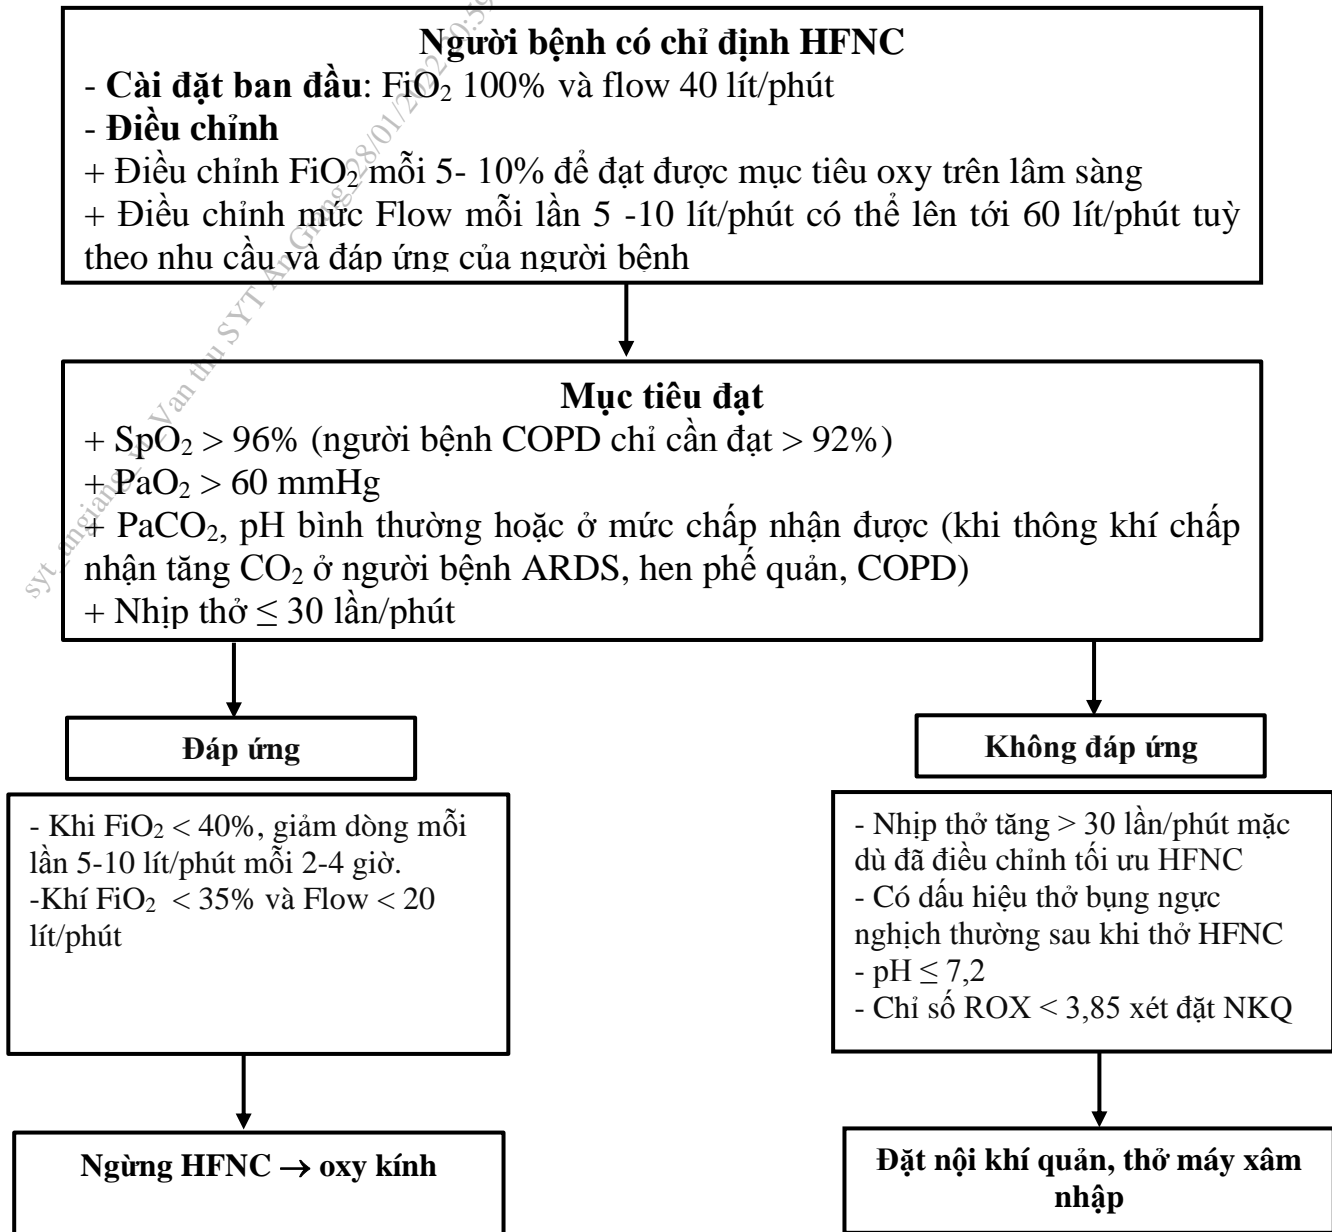 Người bệnh có chỉ định HFNC
- Cài đặt ban đầu: FiO2 100% và flow 40 lít/phút
- Điều chỉnh
+ Điều chỉnh FiO2 mỗi 5- 10% để đạt được mục tiêu oxy trên lâm sàng
+ Điều chỉnh mức Flow mỗi lần 5 -10 lít/phút có thể lên tới 60 lít/phút tuỳ
theo nhu cầu và đáp ứng của người bệnh
Mục tiêu đạt
+ SpO2 > 96% (người bệnh COPD chỉ cần đạt > 92%)
+ PaO2 > 60 mmHg
+ PaCO2, pH bình thường hoặc ở mức chấp nhận được (khi thông khí chấp
nhận tăng CO2 ở người bệnh ARDS, hen phế quản, COPD)
+ Nhịp thở ≤ 30 lần/phút
Đáp ứng
- Khi FiO2 < 40%, giảm dòng mỗi
lần 5-10 lít/phút mỗi 2-4 giờ.
-Khí FiO2 < 35% và Flow < 20
lít/phút
Ngừng HFNC → oxy kính
Không đáp ứng
- Nhịp thở tăng > 30 lần/phút mặc
dù đã điều chỉnh tối ưu HFNC
- Có dấu hiệu thở bụng ngực
nghịch thường sau khi thở HFNC
- pH ≤ 7,2
- Chỉ số ROX < 3,85 xét đặt NKQ
Đặt nội khí quản, thở máy xâm
nhập